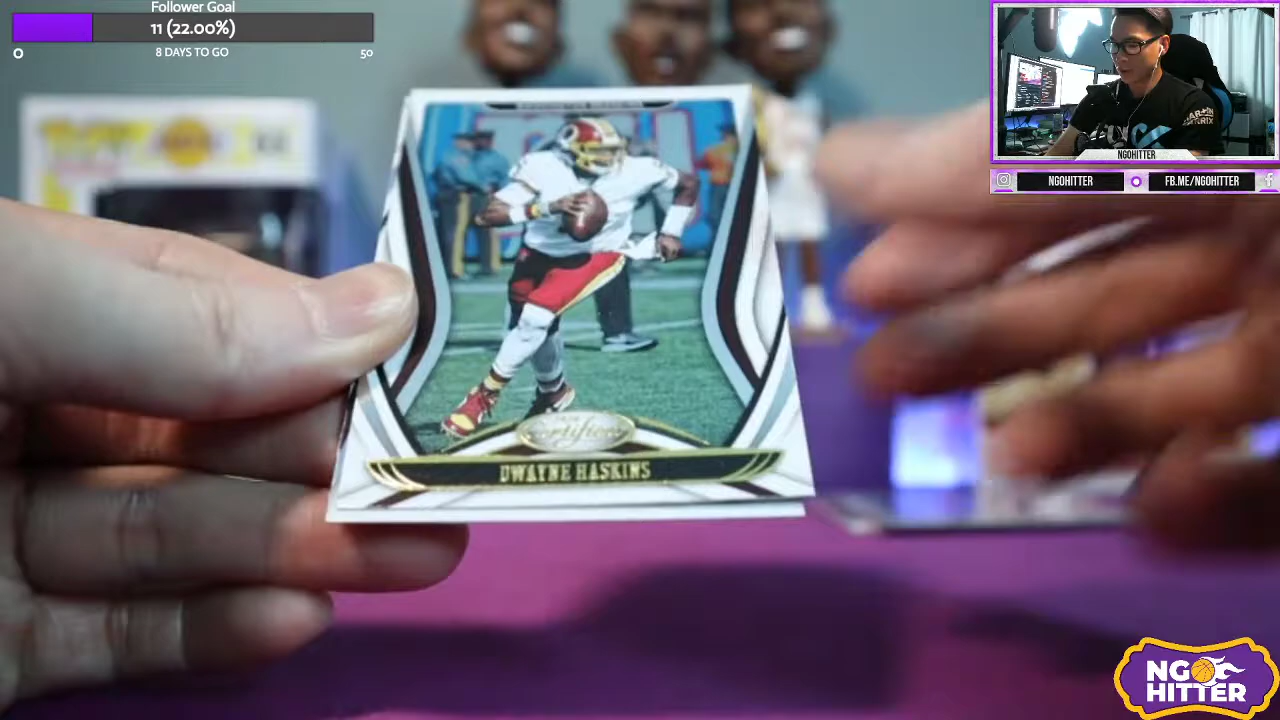 Follower Goal
11 (22.00%)
0
8 DAYS TO GO
50
NGOHITTER
NGOHITTER
FB.ME/NGOHITTER
Certified
DWAYNE HASKINS
NGO
HITTER